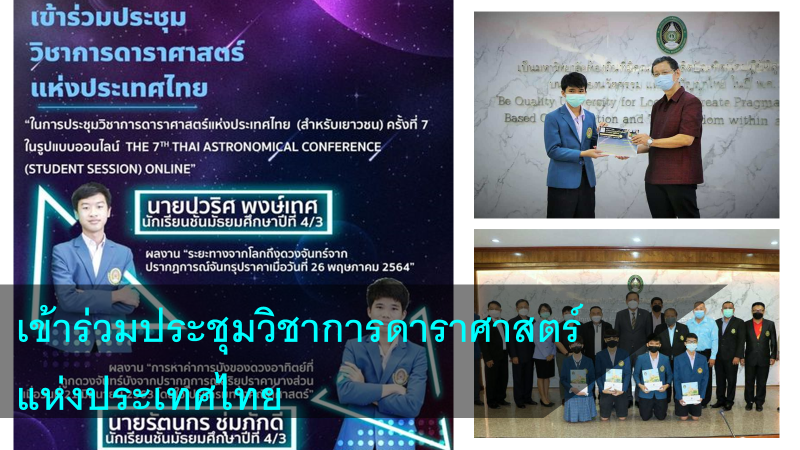 เข้าร่วมประชุม
วิชาการดาราศาสตร์
แห่งประเทศไทย
“ในการประชุมวิชาการดาราศาสตร์แห่งประเทศไทย (สำหรับเยาวชน) ครั้งที่ 7
ในรูปแบบออนไลน์ THE 7TH THAI ASTRONOMICAL CONFERENCE
(STUDENT SESSION) ONLINE”
นายปวริศ พงษ์เทศ
นักเรียนชั้นมัธยมศึกษาปีที่ 4/3
ผลงาน “ระยะทางจากโลกถึงดวงจันทร์จาก
ปรากฏการณ์จันทรุปราคาเมื่อวันที่ 26 พฤษภาคม 2564”
เข้าร่วมประชุมวิชาการดาราศาสตร์
แห่งประเทศไทย
ผลงาน “การหาค่าการบังของดวงอาทิตย์ที่
นายรัตนกร ชุมภักดี
นักเรียนชั้นมัธยมศึกษาปีที่ 4/3
Be Quality University for
Based